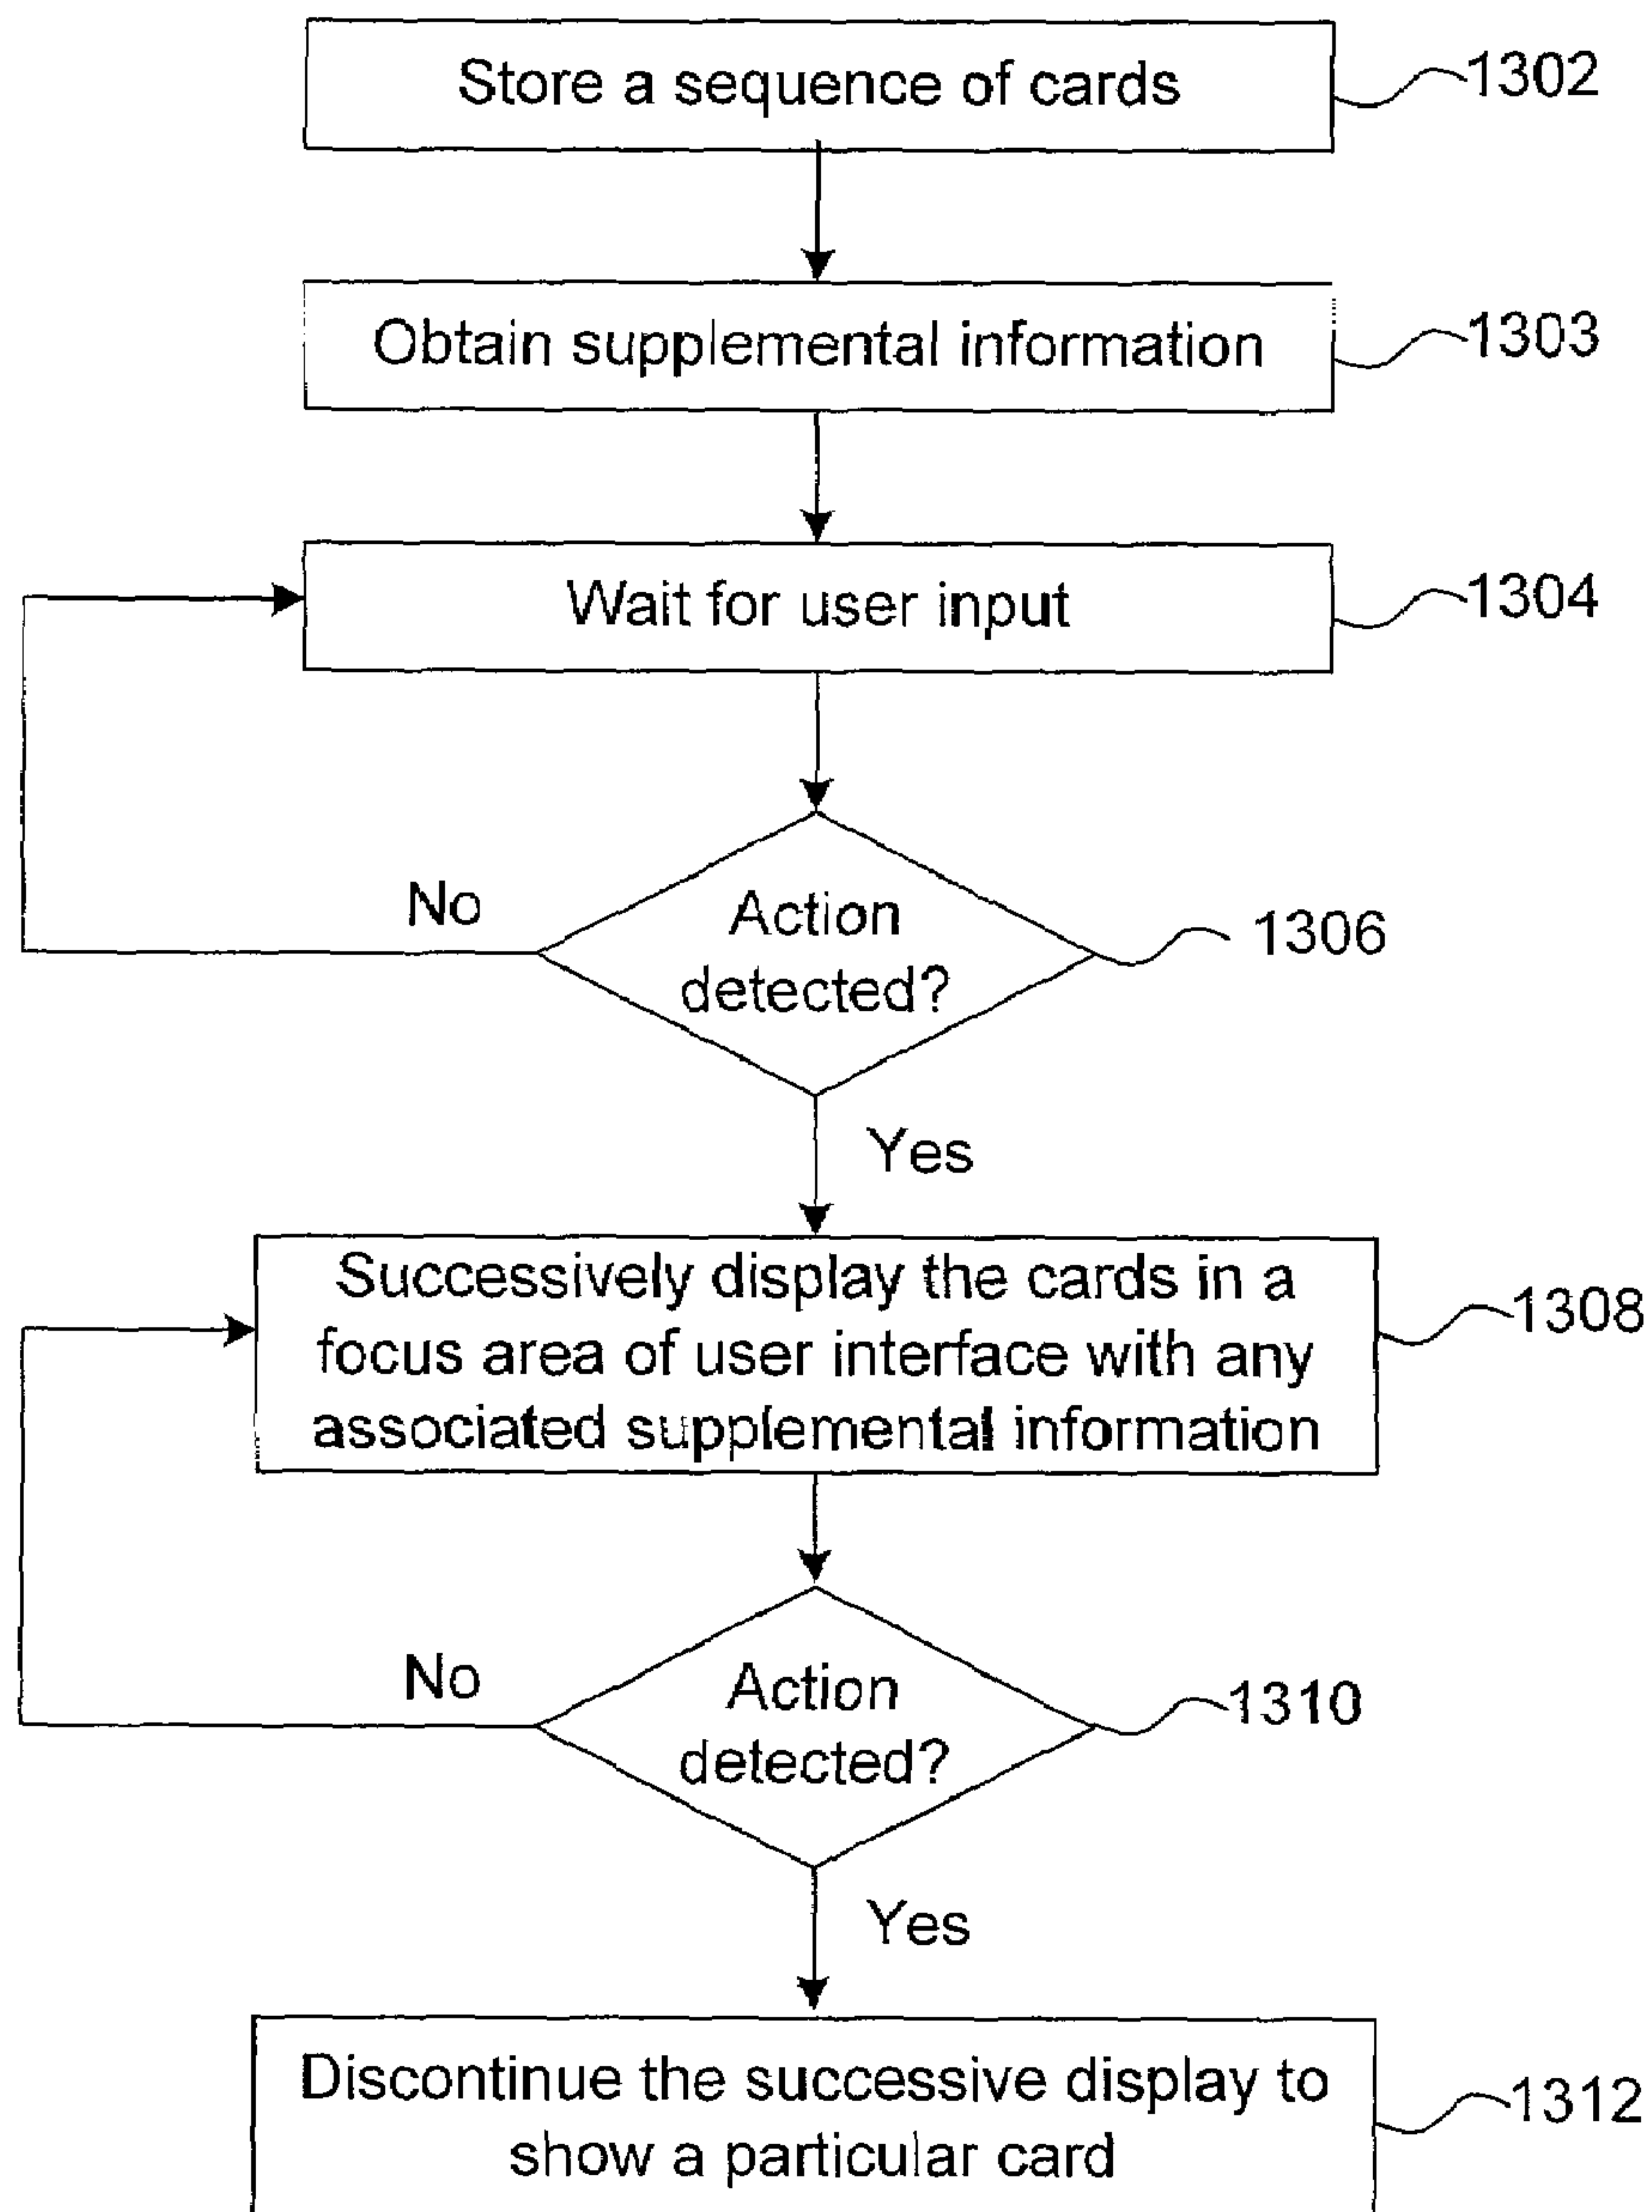 Store a sequence of cards
1302
Obtain supplemental information
1303
Wait for user input
1304
No
Action
detected?
1306
Yes
Successively display the cards in a
focus area of user interface with any
associated supplemental information
1308
No
Action
detected?
1310
Yes
Discontinue the successive display to
show a particular card
1312